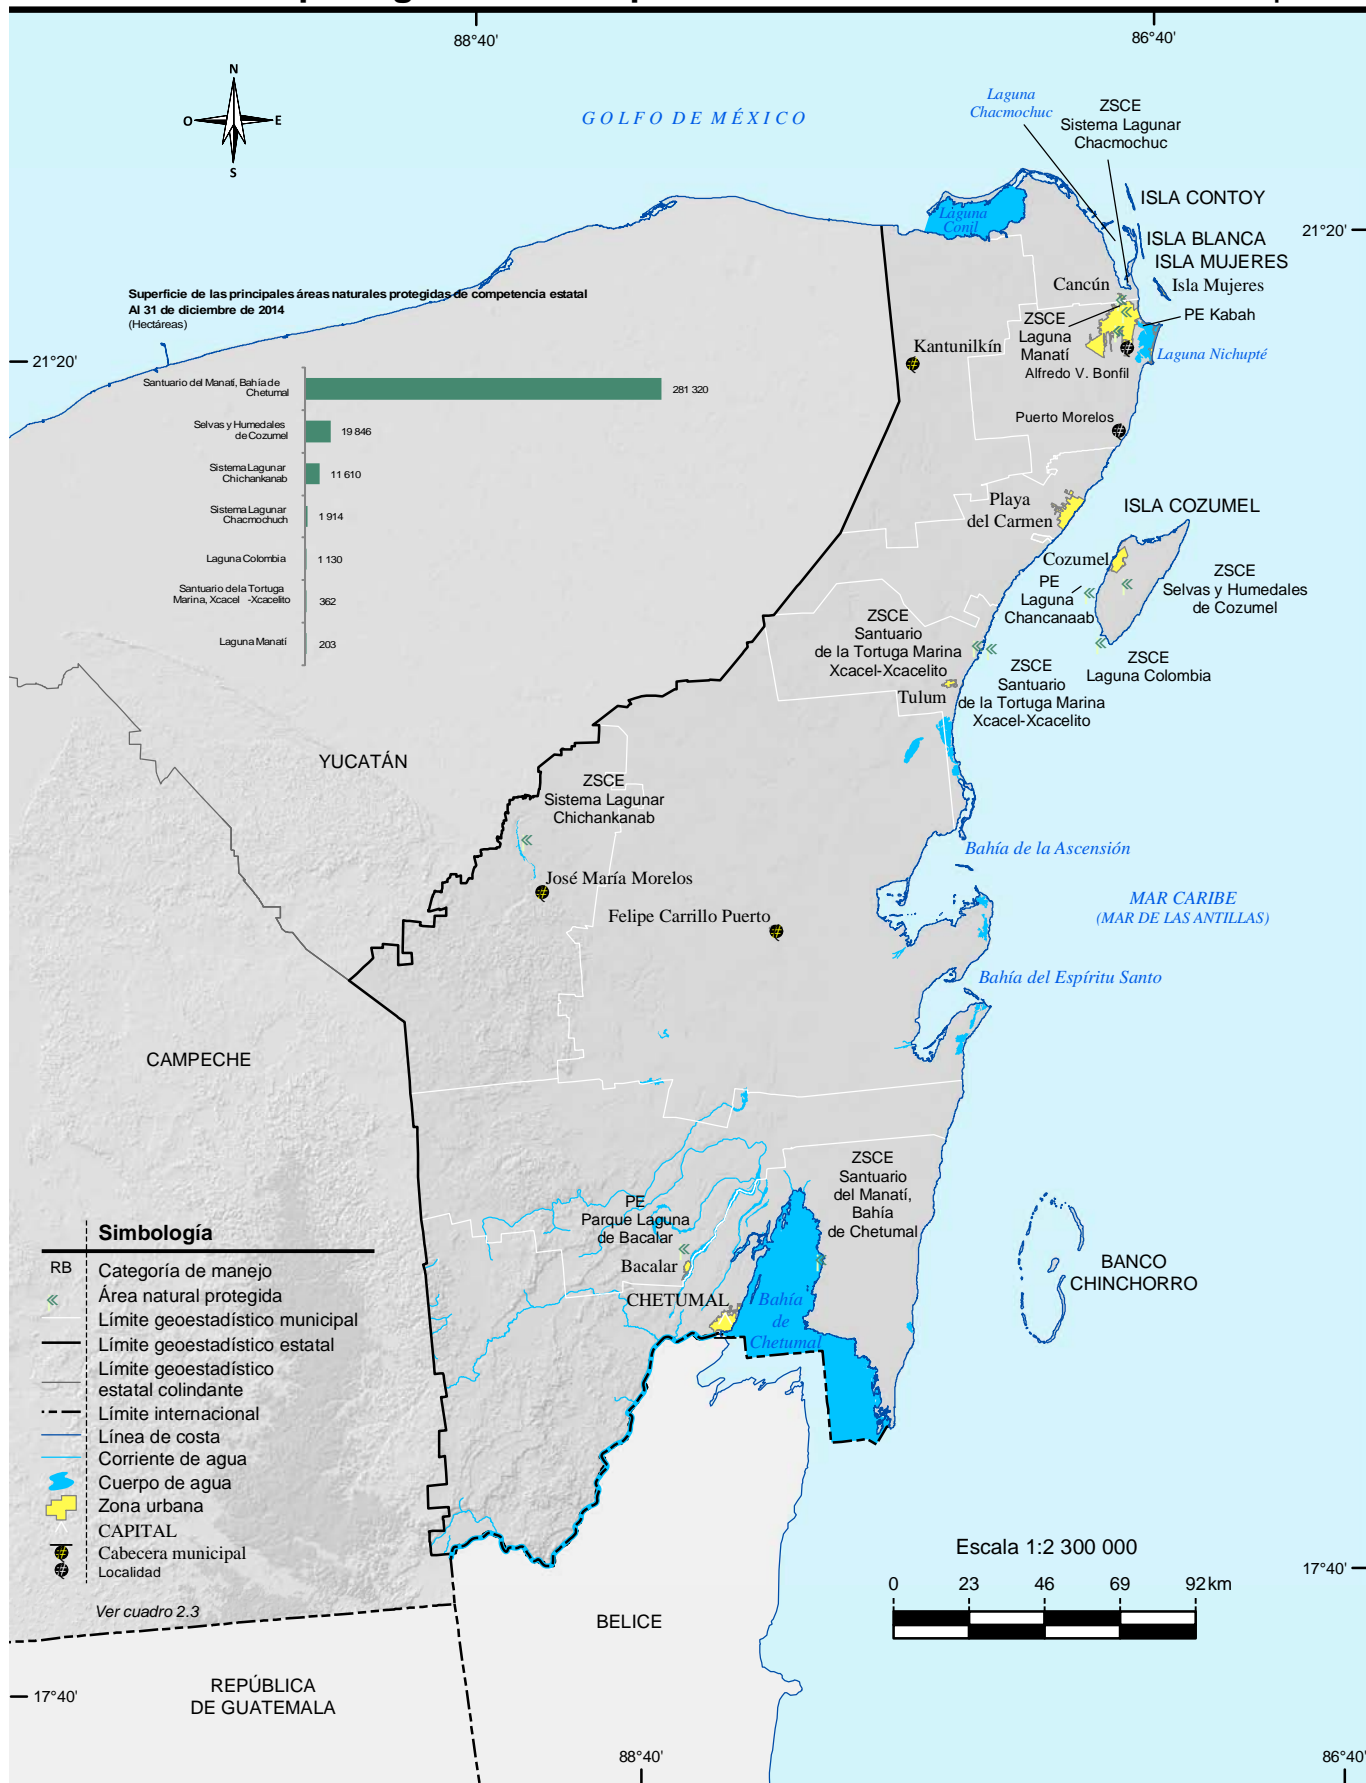 88°40'
86°40'
N
O
E
S
GOLFO DE MÉXICO
Laguna
Chacmochuc
ZSCE
Sistema Lagunar
Chacmochuc
ISLA CONTOY
Laguna
Conil
21°20'
ISLA BLANCA
ISLA MUJERES
Isla Mujeres
Cancún
PE Kabah
ZSCE
Laguna
Manatí
Laguna Nichupté
Alfredo V. Bonfil
Kantunilkín
Puerto Morelos
Superficie de las principales áreas naturales protegidas de competencia estatal
Al 31 de diciembre de 2014
(Hectáreas)
21°20'
Santuario del Manatí, Bahía de
Chetumal
281 320
Selvas y Humedales
de Cozumel
19 846
Sistema Lagunar
Chichankanab
11 610
Sistema Lagunar
Chacmochuch
1 914
Laguna Colombia
1 130
Santuario de la Tortuga
Marina, Xcacel -Xcacelito
362
Laguna Manatí
203
Playa
del Carmen
ISLA COZUMEL
Cozumel
ZSCE
Selvas y Humedales
de Cozumel
PE
Laguna
Chancanaab
ZSCE
Santuario
de la Tortuga Marina
Xcacel-Xcacelito
ZSCE
Laguna Colombia
ZSCE
Santuario
de la Tortuga Marina
Xcacel-Xcacelito
Tulum
YUCATÁN
ZSCE
Sistema Lagunar
Chichankanab
José María Morelos
Felipe Carrillo Puerto
Bahía de la Ascensión
MAR CARIBE
(MAR DE LAS ANTILLAS)
Bahía del Espíritu Santo
CAMPECHE
ZSCE
Santuario
del Manatí,
Bahía
de Chetumal
PE
Parque Laguna
de Bacalar
Bacalar
CHETUMAL
Bahía
de
Chetumal
BANCO
CHINCHORRO
Simbología
RB Categoría de manejo
Área natural protegida
Límite geoestadístico municipal
Límite geoestadístico estatal
Límite geoestadístico
estatal colindante
Límite internacional
Línea de costa
Corriente de agua
Cuerpo de agua
Zona urbana
CAPITAL
Cabecera municipal
Localidad
Ver cuadro 2.3
Escala 1:2 300 000
0 23 46 69 92 km
17°40'
BELICE
REPÚBLICA
DE GUATEMALA
17°40'
88°40'
86°40'